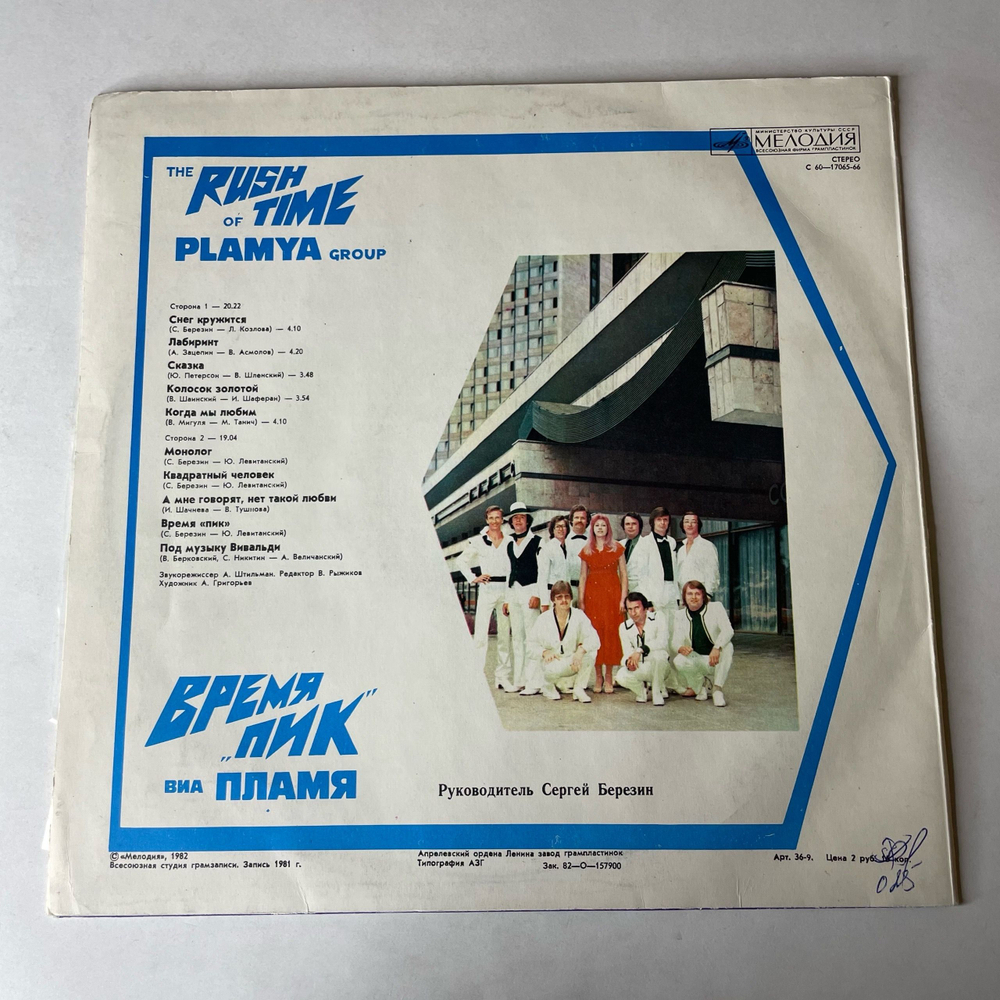 МИНИСТЕРСТВО КУЛЬТУРЫ СССР
МЕЛОДИЯ
ВСЕСОЮЗНАЯ ФИРМА ГРАМПЛАСТИНОК
СТЕРЕО
С 60—17065-66
THE RUSH
OF TIME
PLAMYA GROUP
Сторона 1 — 20.22
Снег кружится
(С. Березин — Л. Козлова) — 4.10
Лабиринт
(А. Зацепин — В. Асмолов) — 4.20
Сказка
(Ю. Петерсон — В. Шленский) — 3.48
Колосок золотой
(В. Шаинский — И. Шаферан) — 3.54
Когда мы любим
(В. Мигуля — М. Танич) — 4.10
Сторона 2 — 19.04
Монолог
(С. Березин — Ю. Левитанский)
Квадратный человек
(С. Березин — Ю. Левитанский)
А мне говорят, нет такой любви
(И. Шачнева — В. Тушнова)
Время «пик»
(С. Березин — Ю. Левитанский)
Под музыку Вивальди
(В. Берковский, С. Никитин — А. Величанский)
Звукорежиссер А. Штильман. Редактор В. Рыжиков
Художник А. Григорьев
ВРЕМЯ
„ПИК”
ВИА ПЛАМЯ
Руководитель Сергей Березин
© «Мелодия», 1982
Всесоюзная студия грамзаписи. Запись 1981 г.
Апрелевский ордена Ленина завод грампластинок
Типография АЗГ
Зак. 82—О—157900
Арт. 36-9. Цена 2 руб. коп.